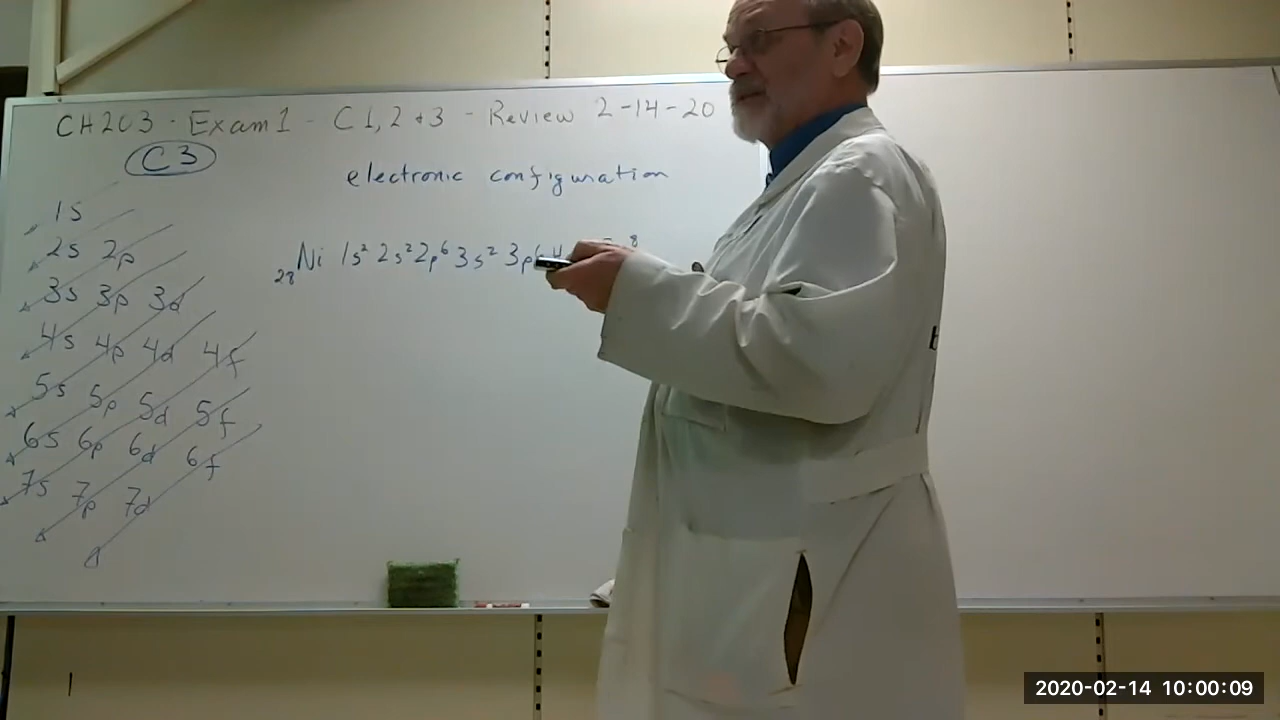 CH203 - Exam 1 - C1,2+3 - Review 2-14-20
C3
electronic configuration
1s
2s 2p
3s 3p 3d
4s 4p 4d 4f
5s 5p 5d 5f
6s 6p 6d 6f
7s 7p 7d
28Ni 1s² 2s² 2p⁶ 3s² 3p⁶ 4 8
2020-02-14 10:00:09